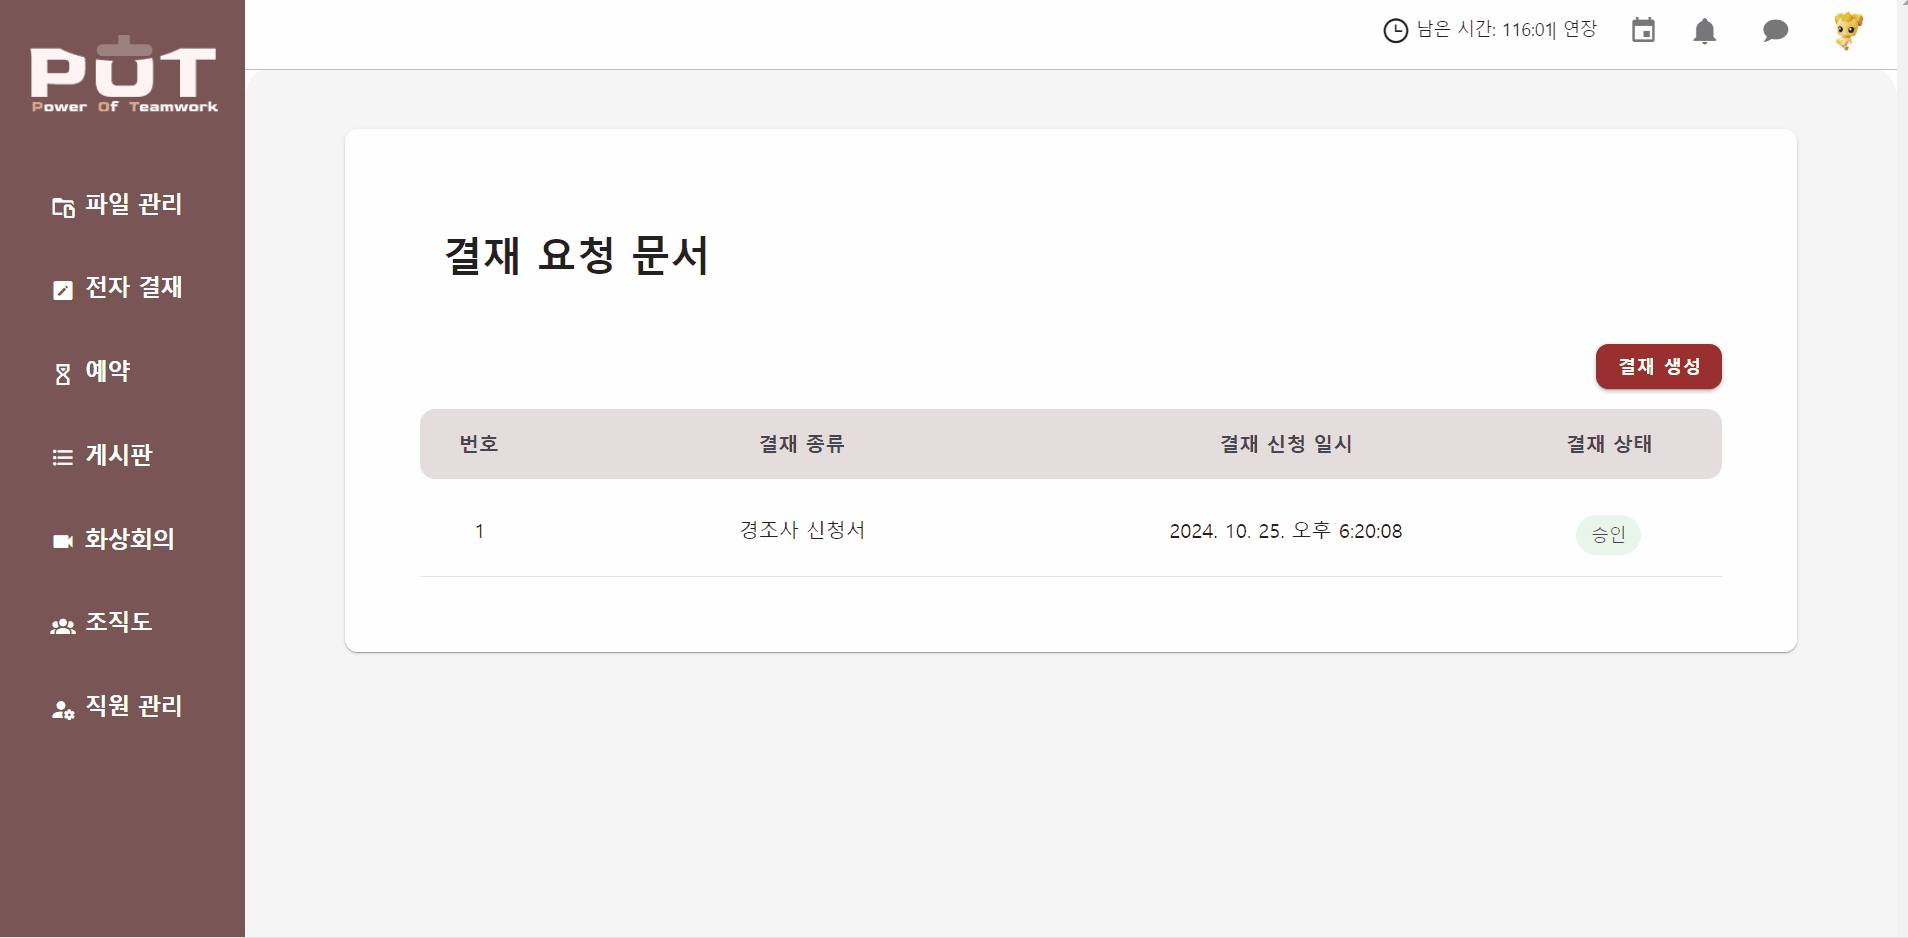 PUT
Power Of Teamwork
남은 시간: 116:01| 연장
파일 관리
전자 결재
예약
게시판
화상회의
조직도
직원 관리
결재 요청 문서
결재 생성
번호 결재 종류 결재 신청 일시 결재 상태
1 경조사 신청서 2024. 10. 25. 오후 6:20:08 승인